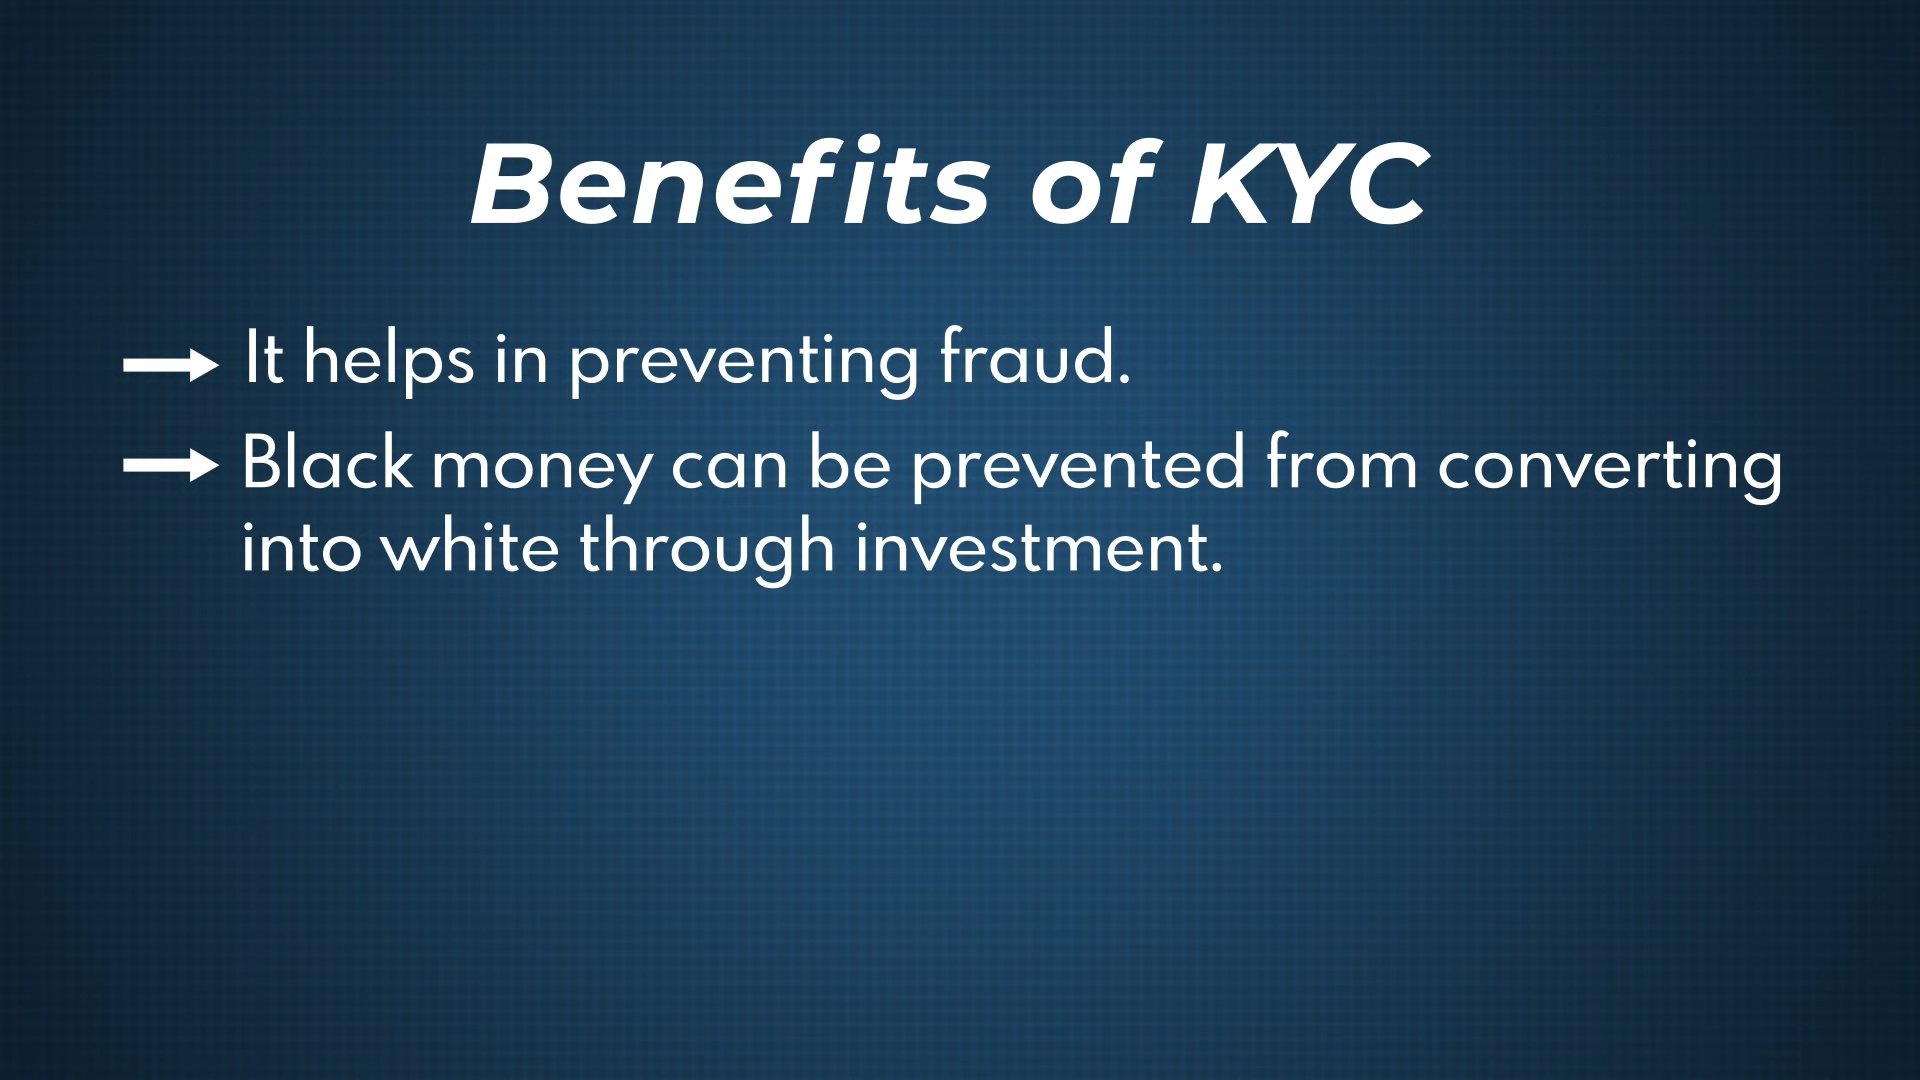 Benefits of KYC
It helps in preventing fraud.
Black money can be prevented from converting
into white through investment.